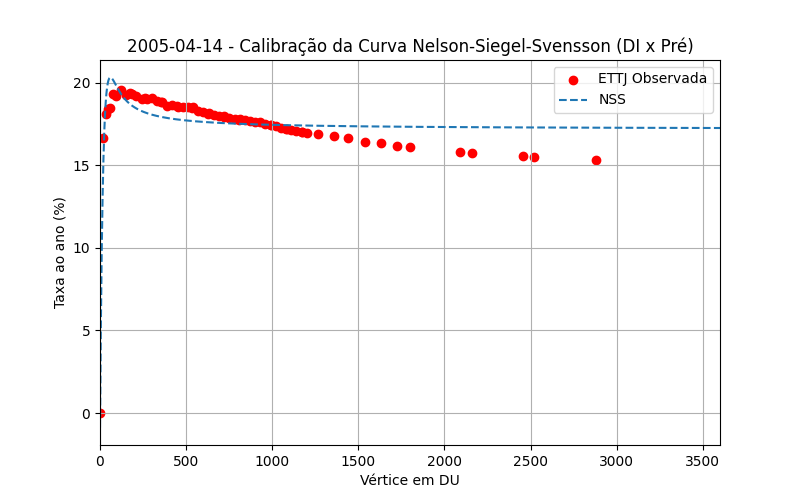 2005-04-14 - Calibração da Curva Nelson-Siegel-Svensson (DI x Pré)
ETTJ Observada
NSS
Taxa ao ano (%)
20
15
10
5
0
0 500 1000 1500 2000 2500 3000 3500
Vértice em DU